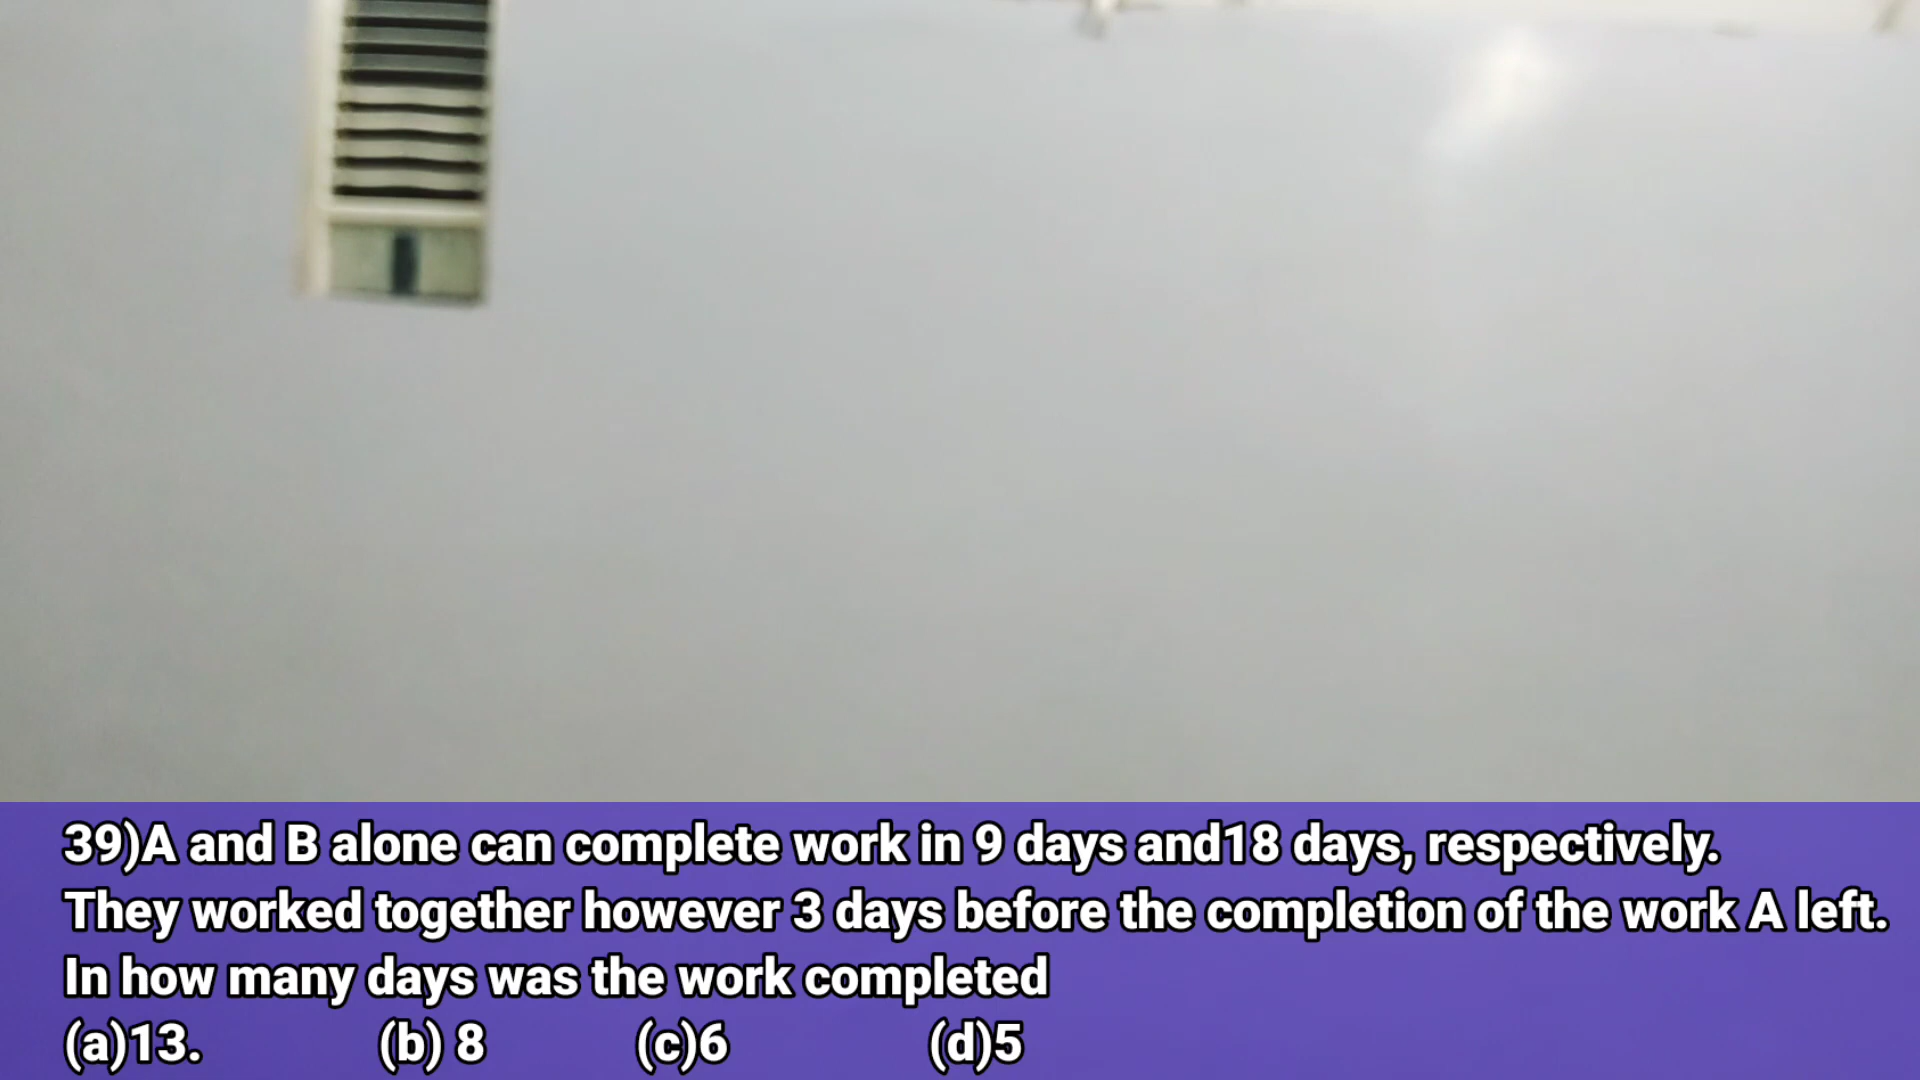 39)A and B alone can complete work in 9 days and18 days, respectively.
They worked together however 3 days before the completion of the work A left.
In how many days was the work completed
(a)13. (b) 8 (c)6 (d)5